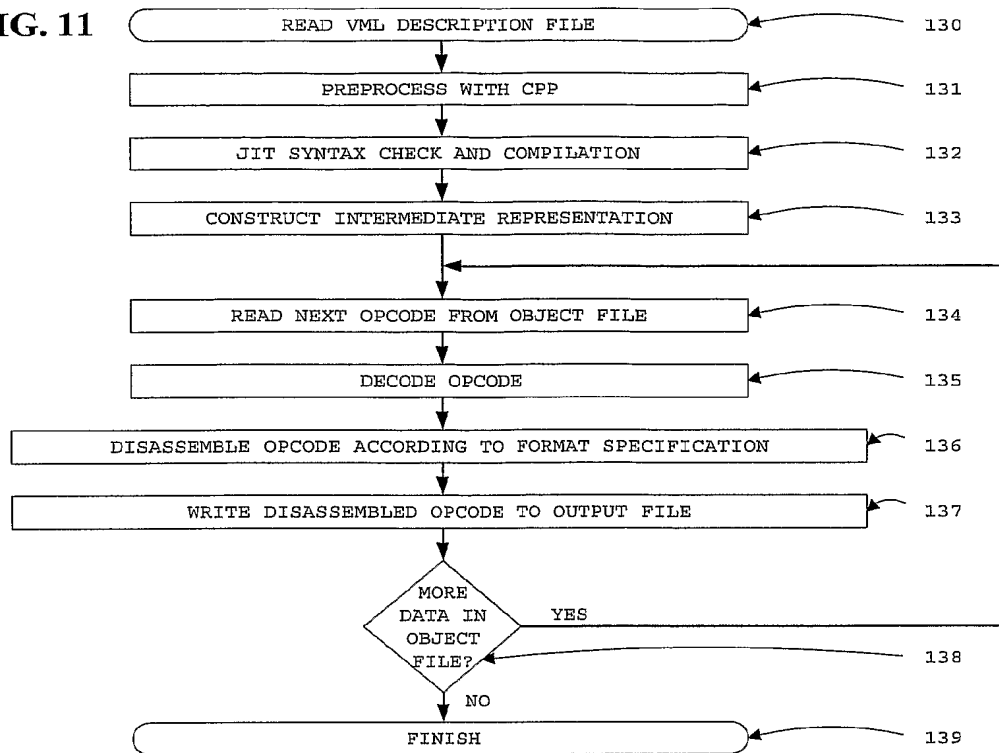 IG. 11
READ VML DESCRIPTION FILE
130
PREPROCESS WITH CPP
131
JIT SYNTAX CHECK AND COMPILATION
132
CONSTRUCT INTERMEDIATE REPRESENTATION
133
READ NEXT OPCODE FROM OBJECT FILE
134
DECODE OPCODE
135
DISASSEMBLE OPCODE ACCORDING TO FORMAT SPECIFICATION
136
WRITE DISASSEMBLED OPCODE TO OUTPUT FILE
137
MORE
DATA IN
OBJECT
FILE?
YES
138
NO
FINISH
139